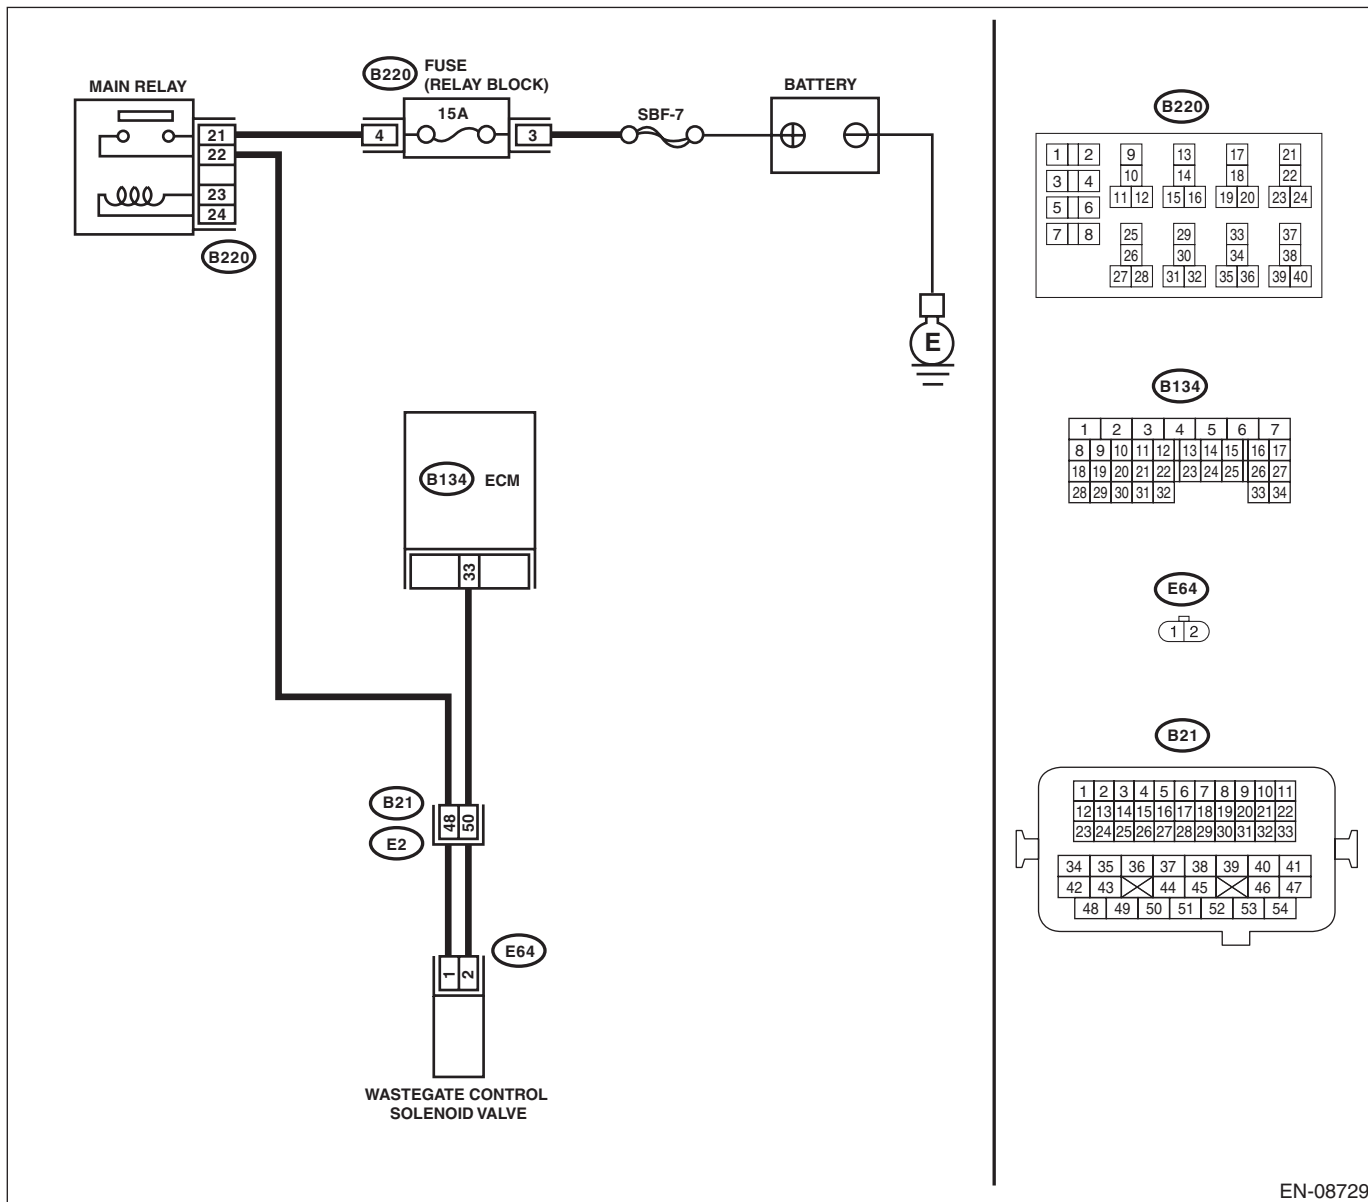 B220 FUSE
(RELAY BLOCK)
MAIN RELAY
15A
SBF-7
BATTERY
21
22
23
24
4
3
B220
E
B134 ECM
33
B21
E2
48 50
E64
1 2
WASTEGATE CONTROL
SOLENOID VALVE
B220
1 2 9 13 17 21
3 4 10 14 18 22
5 6 11 12 15 16 19 20 23 24
7 8 25 29 33 37
26 30 34 38
27 28 31 32 35 36 39 40
B134
1 2 3 4 5 6 7
8 9 10 11 12 13 14 15 16 17
18 19 20 21 22 23 24 25 26 27
28 29 30 31 32 33 34
E64
1 2
B21
1 2 3 4 5 6 7 8 9 10 11
12 13 14 15 16 17 18 19 20 21 22
23 24 25 26 27 28 29 30 31 32 33
34 35 36 37 38 39 40 41
42 43 44 45 46 47
48 49 50 51 52 53 54
EN-08729